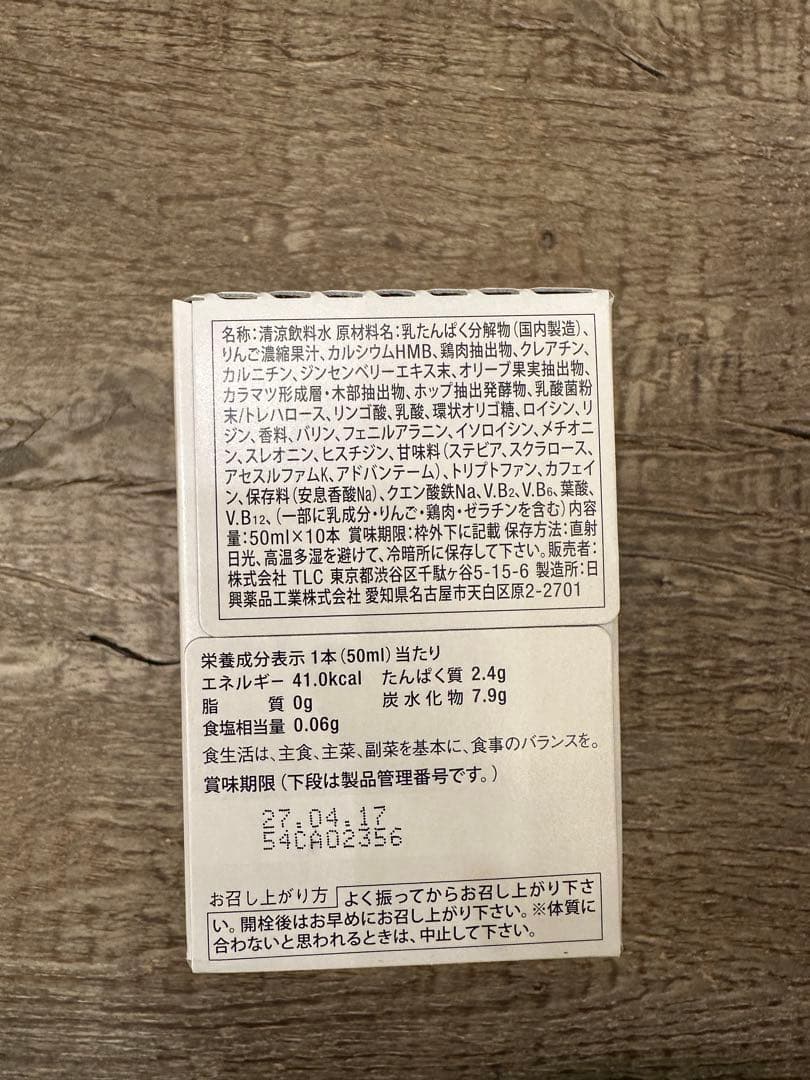 名称:清涼飲料水 原材料名:乳たんぱく分解物(国内製造)、
りんご濃縮果汁、カルシウムHMB、鶏肉抽出物、クレアチン、
カルニチン、ジンセンベリーエキス末、オリーブ果実抽出物、
カラマツ形成層・木部抽出物、ホップ抽出発酵物、乳酸菌粉
末/トレハロース、リンゴ酸、乳酸、環状オリゴ糖、ロイシン、リ
ジン、香料、バリン、フェニルアラニン、イソロイシン、メチオニ
ン、スレオニン、ヒスチジン、甘味料(ステビア、スクラロース、
アセスルファムK、アドバンテーム)、トリプトファン、カフェイ
ン、保存料(安息香酸Na)、クエン酸鉄Na、V.B2、V.B6、葉酸、
V.B12、(一部に乳成分・りんご・鶏肉・ゼラチンを含む)内容
量:50ml×10本 賞味期限:枠外下に記載 保存方法:直射
日光、高温多湿を避けて、冷暗所に保存して下さい。販売者:
株式会社 TLC 東京都渋谷区千駄ヶ谷5-15-6 製造所:日
興薬品工業株式会社 愛知県名古屋市天白区原2-2701
栄養成分表示 1本(50ml)当たり
エネルギー 41.0kcal たんぱく質 2.4g
脂 質 0g 炭水化物 7.9g
食塩相当量 0.06g
食生活は、主食、主菜、副菜を基本に、食事のバランスを。
賞味期限(下段は製品管理番号です。)
27.04.17
54CA02356
お召し上がり方 よく振ってからお召し上がり下さ
い。開栓後はお早めにお召し上がり下さい。※体質に
合わないと思われるときは、中止して下さい。